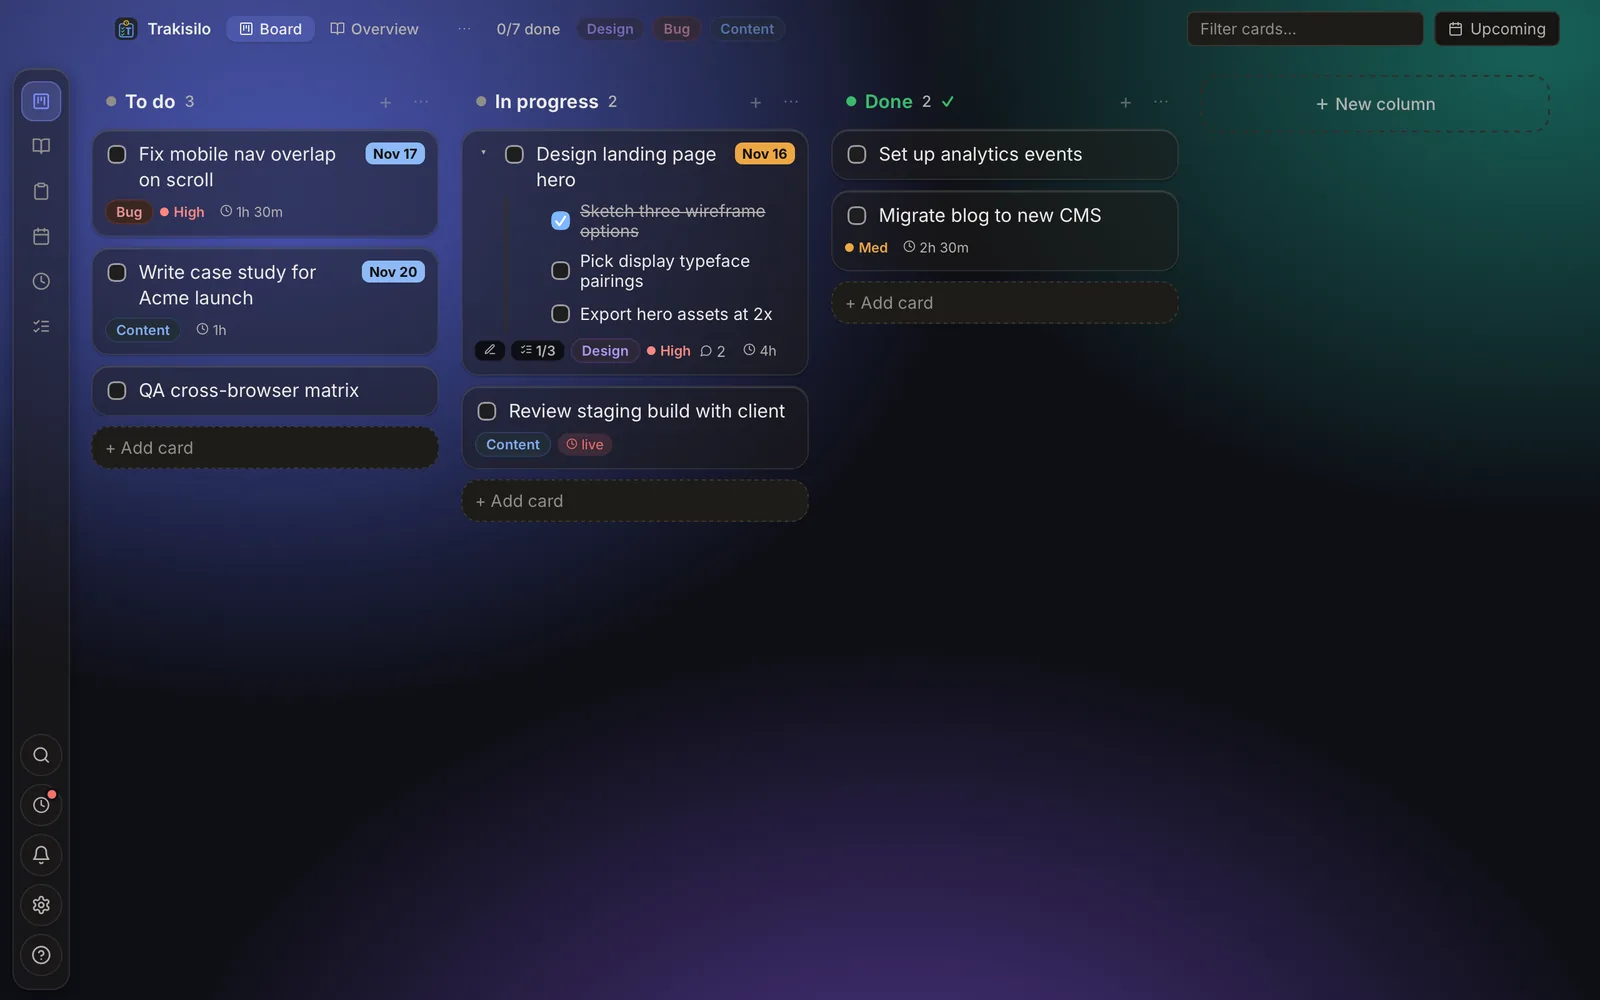 Trakisilo
Board
Overview
0/7 done
Design
Bug
Content
Filter cards...
Upcoming
To do 3
Fix mobile nav overlap
on scroll
Nov 17
Bug
High
1h 30m
Write case study for
Acme launch
Nov 20
Content
1h
QA cross-browser matrix
+ Add card
In progress 2
Design landing page
hero
Nov 16
Sketch three wireframe
options
Pick display typeface
pairings
Export hero assets at 2x
1/3
Design
High
2
4h
Review staging build with client
Content
live
+ Add card
Done 2
Set up analytics events
Migrate blog to new CMS
Med
2h 30m
+ Add card
+ New column